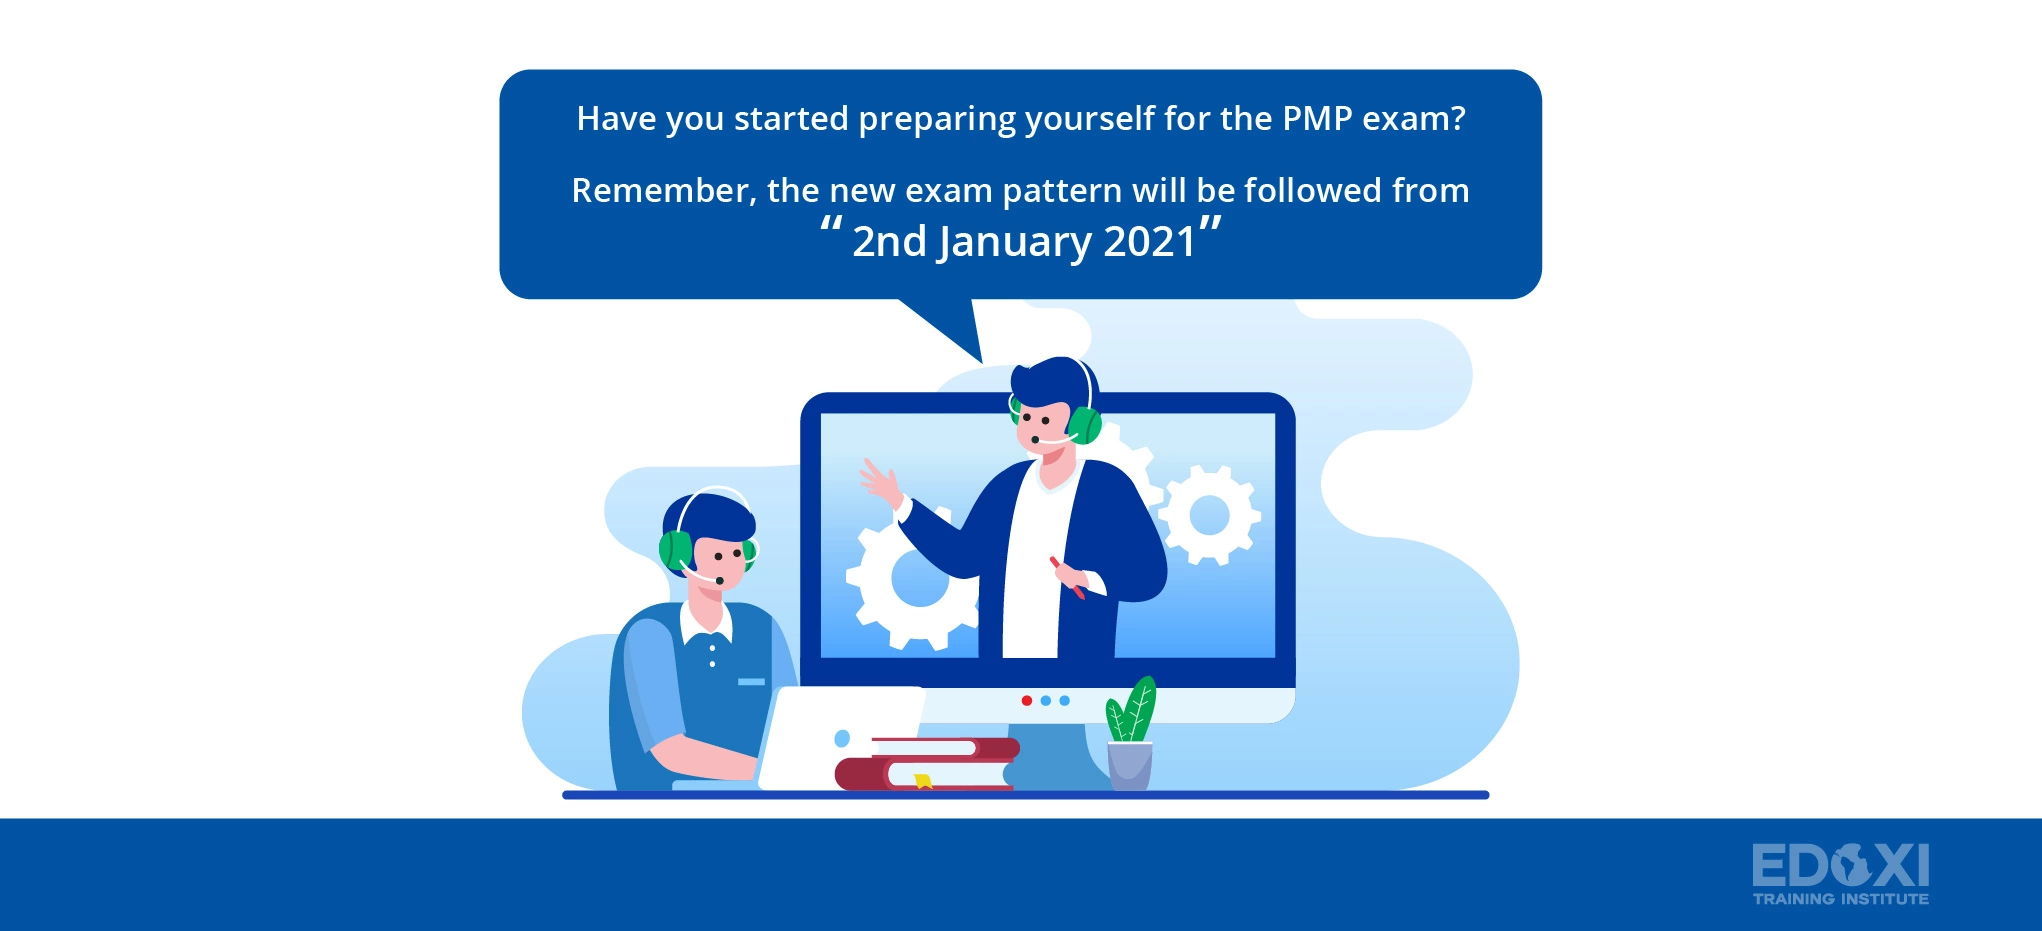 Have you started preparing yourself for the PMP exam?
Remember, the new exam pattern will be followed from
“ 2nd January 2021”
EDOXI
TRAINING INSTITUTE